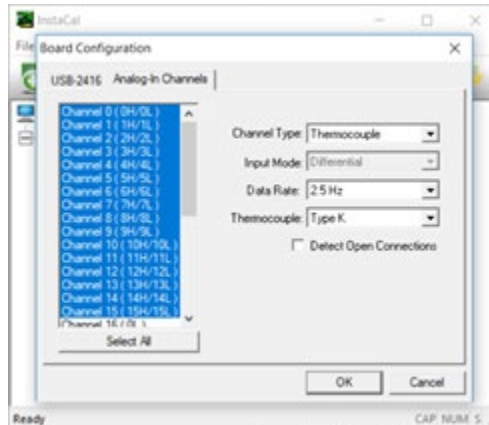 InstaCal
File
Board Configuration
USB-2416 Analog-In Channels
Channel 0 ( 0H/0L )
Channel 1 ( 1H/1L )
Channel 2 ( 2H/2L )
Channel 3 ( 3H/3L )
Channel 4 ( 4H/4L )
Channel 5 ( 5H/5L )
Channel 6 ( 6H/6L )
Channel 7 ( 7H/7L )
Channel 8 ( 8H/8L )
Channel 9 ( 9H/9L )
Channel 10 ( 10H/10L )
Channel 11 ( 11H/11L )
Channel 12 ( 12H/12L )
Channel 13 ( 13H/13L )
Channel 14 ( 14H/14L )
Channel 15 ( 15H/15L )
Channel 16 ( 0L )
Select All
Channel Type: Thermocouple
Input Mode: Differential
Data Rate: 2.5 Hz
Thermocouple: Type K
Detect Open Connections
OK Cancel
Ready CAP NUM S